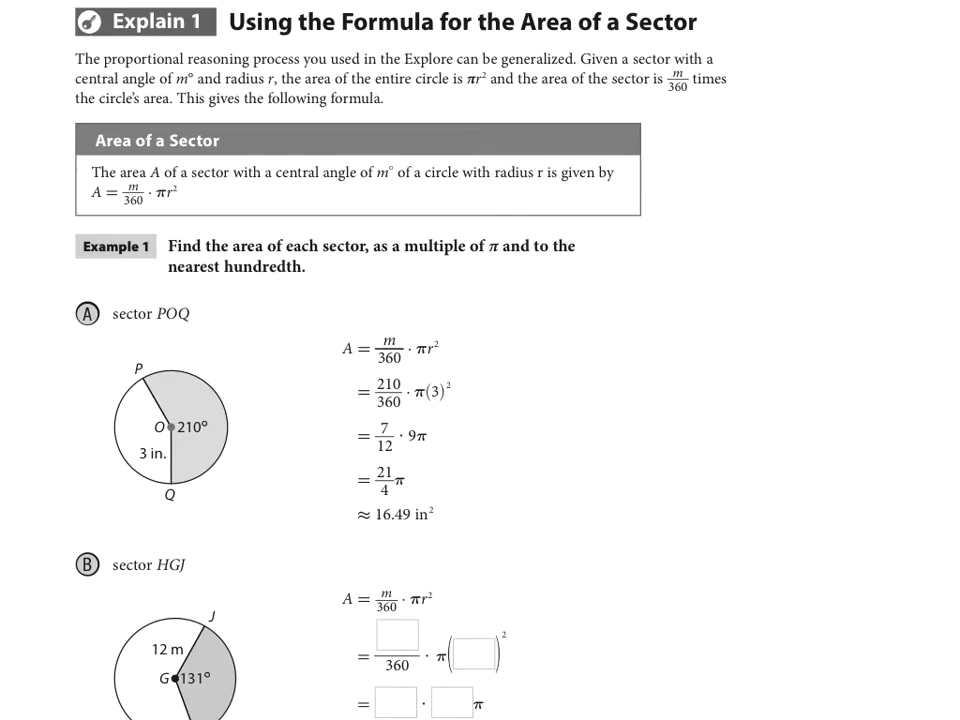 Explain 1 Using the Formula for the Area of a Sector
The proportional reasoning process you used in the Explore can be generalized. Given a sector with a
central angle of m° and radius r, the area of the entire circle is πr² and the area of the sector is m/360 times
the circle's area. This gives the following formula.
Area of a Sector
The area A of a sector with a central angle of m° of a circle with radius r is given by
A = m/360 · πr²
Example 1 Find the area of each sector, as a multiple of π and to the
nearest hundredth.
A sector POQ
P
O 210°
3 in.
Q
A = m/360 · πr²
= 210/360 · π(3)²
= 7/12 · 9π
= 21/4 π
≈ 16.49 in²
B sector HGJ
J
12 m
G 131°
A = m/360 · πr²
= /360 · π( )²
= · π